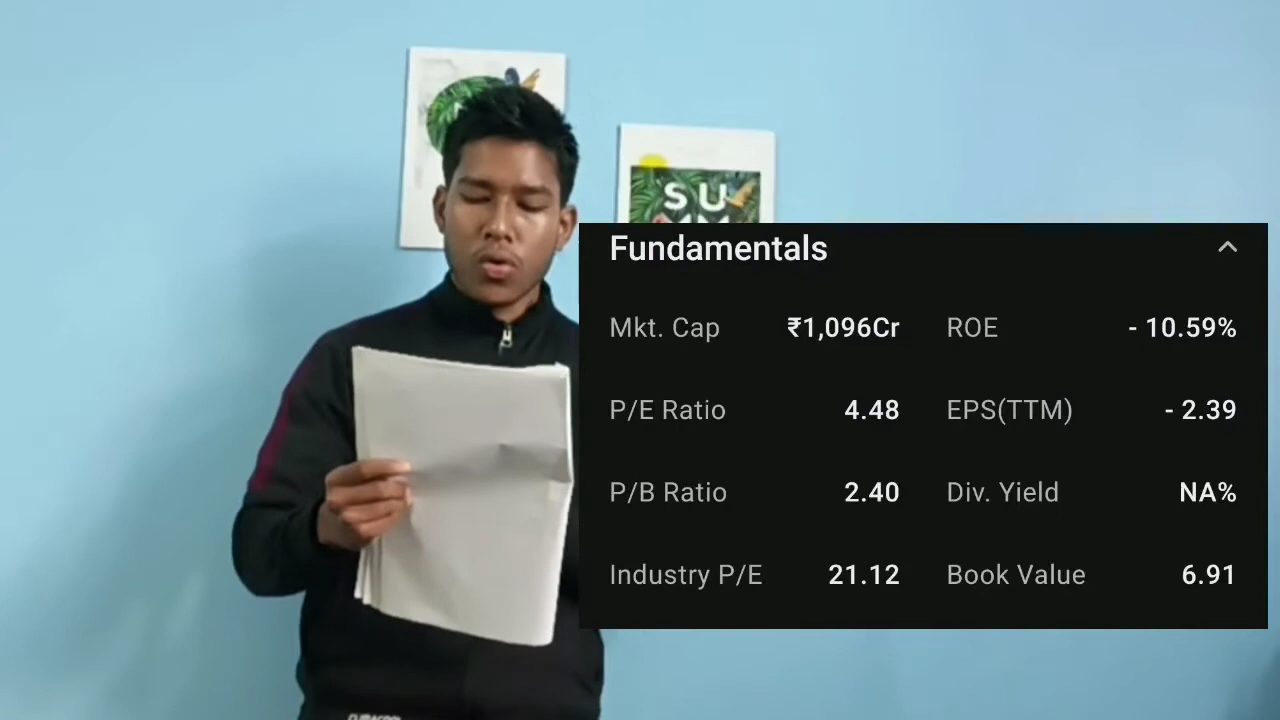 SU
Fundamentals
Mkt. Cap ₹1,096Cr ROE - 10.59%
P/E Ratio 4.48 EPS(TTM) - 2.39
P/B Ratio 2.40 Div. Yield NA%
Industry P/E 21.12 Book Value 6.91